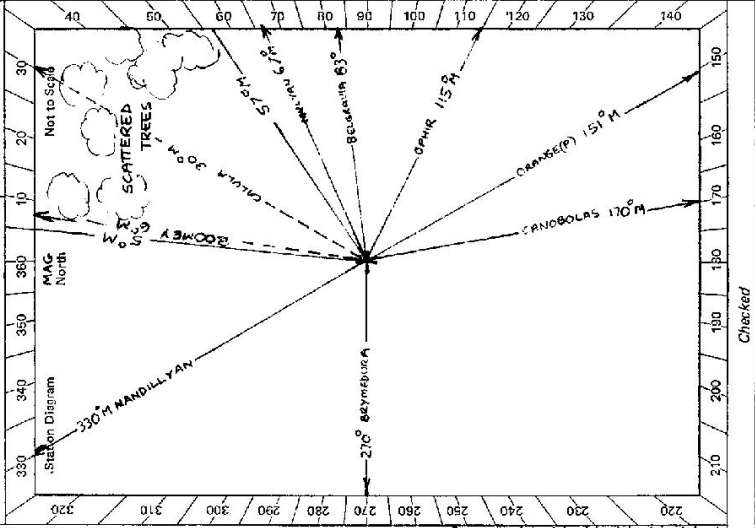 40 50 60 70 80 90 100 110 120 130 140
30
20
10
360
350
340
330
150
160
170
180
190
200
210
320 310 300 290 280 270 260 250 240 230 220
Not to Scale
SCATTERED
TREES
MAG
North
Station Diagram
Checked
57°M
67°M
BELGRAVIA 83°
OPHIR 115°M
ORANGE(P) 151°M
CANOBOLAS 170°M
CALULA 30°M
BOOMEY 6°M
5°M
330°M NANDILLYAN
270° BRYMEDURA